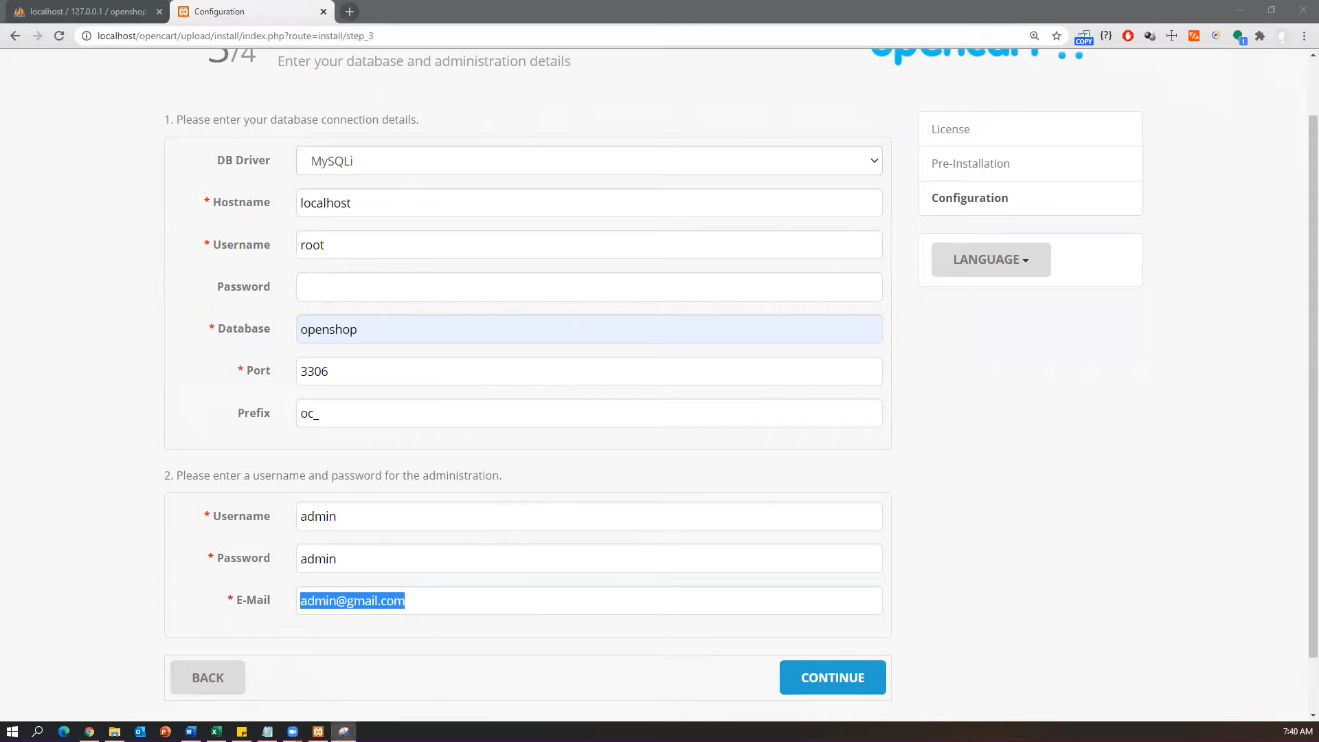 localhost / 127.0.0.1 / openshop
Configuration
localhost/opencart/upload/install/index.php?route=install/step_3
COPY
{?}
1
3/4
Enter your database and administration details
opencart
1. Please enter your database connection details.
DB Driver
MySQLi
* Hostname
localhost
* Username
root
Password
* Database
openshop
* Port
3306
Prefix
oc_
License
Pre-Installation
Configuration
LANGUAGE
2. Please enter a username and password for the administration.
* Username
admin
* Password
admin
* E-Mail
admin@gmail.com
BACK
CONTINUE
7:40 AM